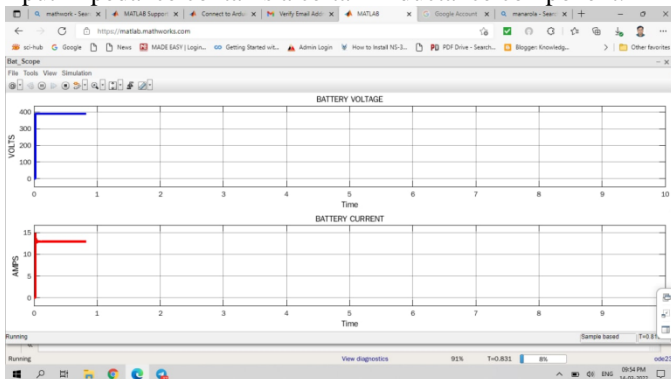 mathwork - Sear
MATLAB Support
Connect to Ardu
Verify Email Addr
MATLAB
Google Account
manarola - Sear
https://matlab.mathworks.com
sci-hub
Google
News
MADE EASY | Login...
Getting Started wit...
Admin Login
How to Install NS-3...
PDF Drive - Search...
Blogger: Knowledg...
Other favorites
Bat_Scope
File Tools View Simulation
BATTERY VOLTAGE
400
300
200
100
0
VOLTS
0 1 2 3 4 5 6 7 8 9 10
Time
BATTERY CURRENT
15
10
5
0
AMPS
0 1 2 3 4 5 6 7 8 9 10
Time
Running
Sample based
Running
View diagnostics
91%
T=0.831
8%
ENG
09:54 PM